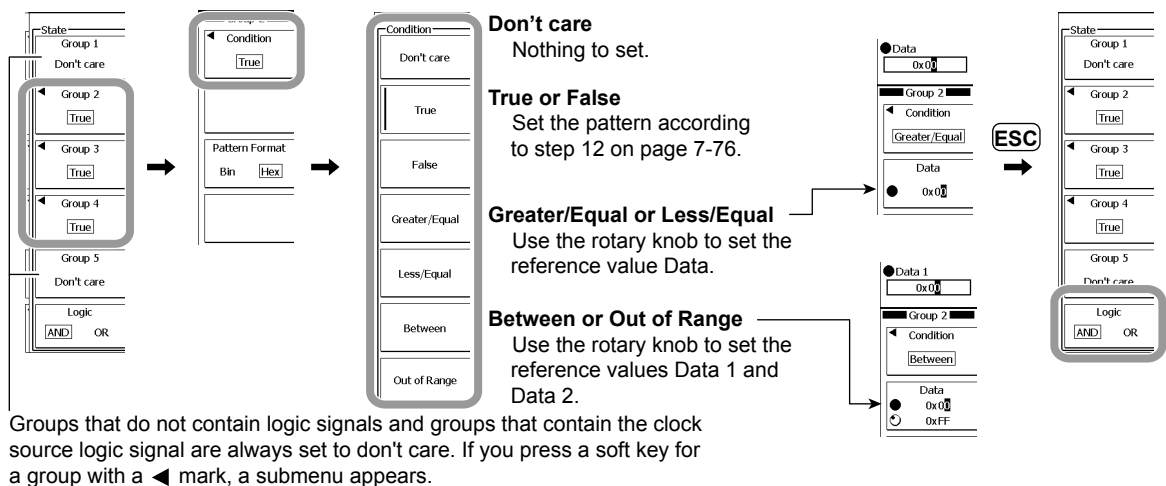 State
Group 1
Don't care
Group 2
True
Group 3
True
Group 4
True
Group 5
Don't care
Logic
AND OR
Condition
True
Pattern Format
Bin Hex
Condition
Don't care
True
False
Greater/Equal
Less/Equal
Between
Out of Range
Don't care
Nothing to set.
True or False
Set the pattern according
to step 12 on page 7-76.
Greater/Equal or Less/Equal
Use the rotary knob to set the
reference value Data.
Between or Out of Range
Use the rotary knob to set the
reference values Data 1 and
Data 2.
Data
0x00
Group 2
Condition
Greater/Equal
Data
0x00
Data 1
0x00
Group 2
Condition
Between
Data
0x00
0xFF
ESC
State
Group 1
Don't care
Group 2
True
Group 3
True
Group 4
True
Group 5
Don't care
Logic
AND OR
Groups that do not contain logic signals and groups that contain the clock
source logic signal are always set to don't care. If you press a soft key for
a group with a ◀ mark, a submenu appears.